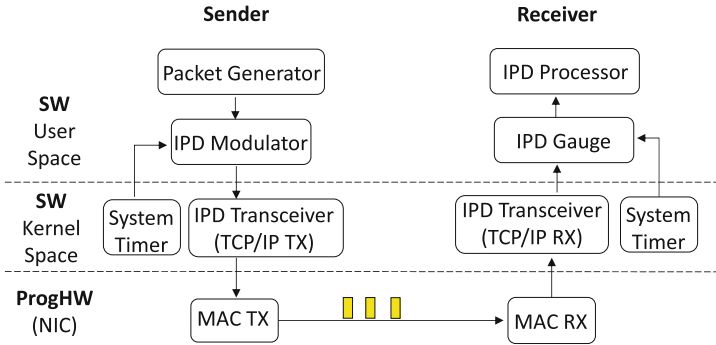 Sender Receiver
Packet Generator IPD Processor
SW
User
Space
IPD Modulator IPD Gauge
SW
Kernel
Space
System
Timer
IPD Transceiver
(TCP/IP TX)
IPD Transceiver
(TCP/IP RX)
System
Timer
ProgHW
(NIC)
MAC TX MAC RX